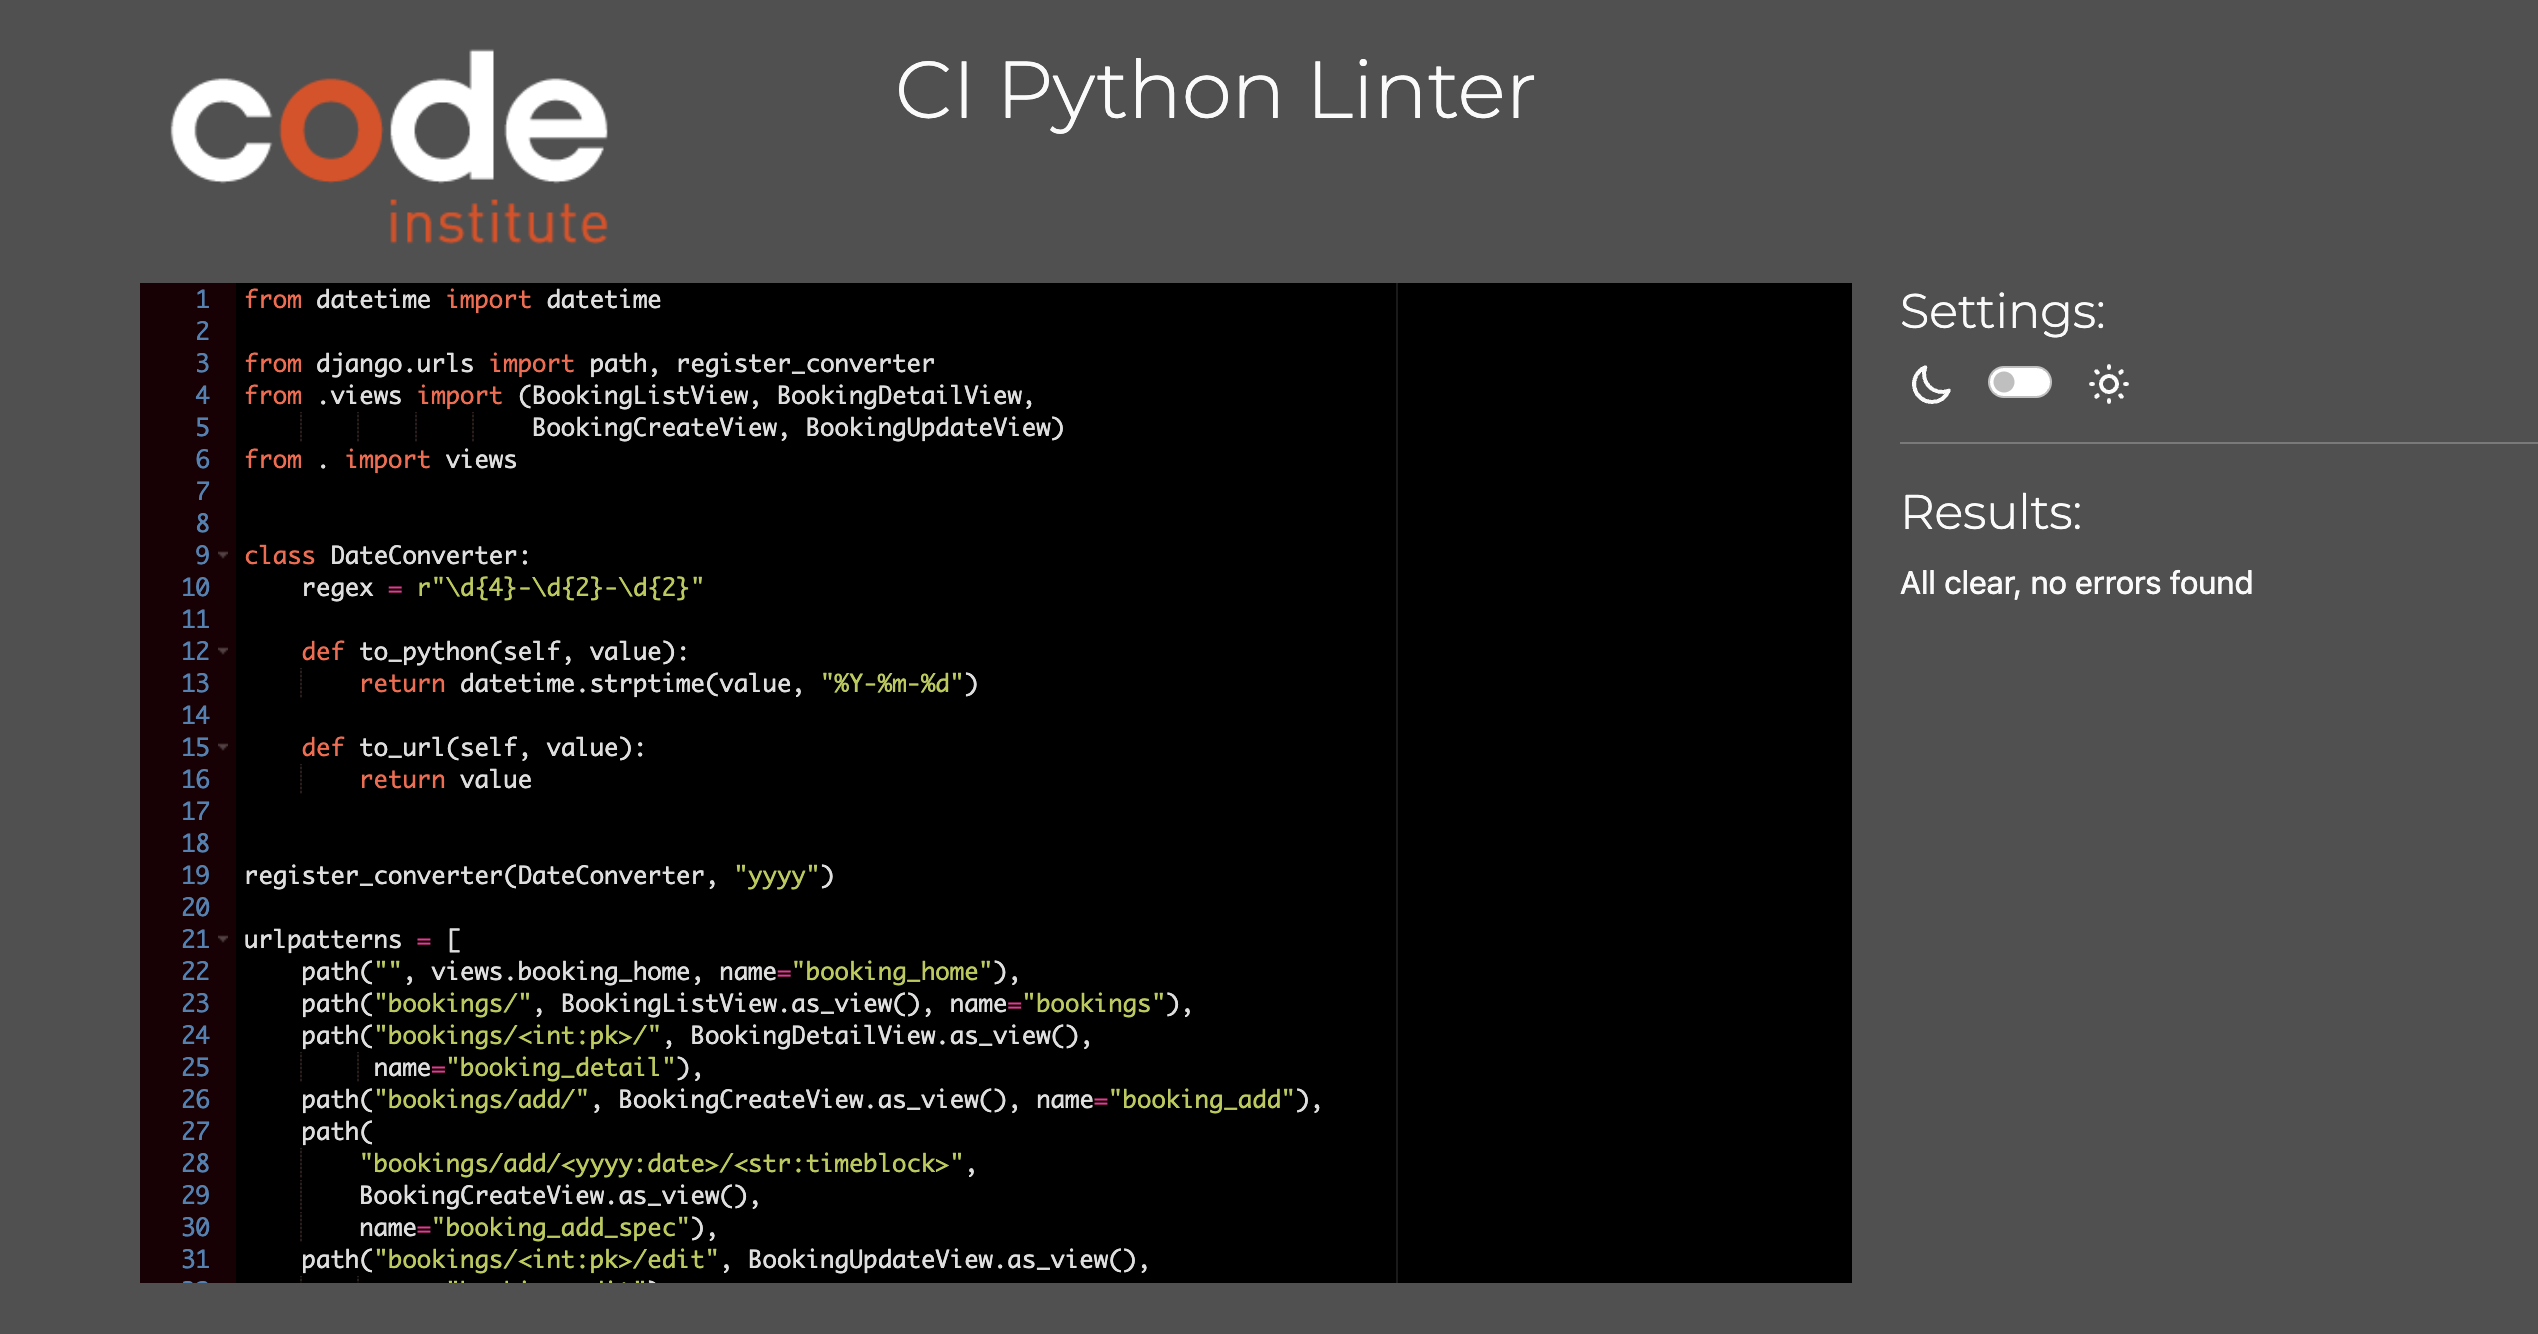 code
institute
CI Python Linter
1 from datetime import datetime
2
3 from django.urls import path, register_converter
4 from .views import (BookingListView, BookingDetailView,
5                     BookingCreateView, BookingUpdateView)
6 from . import views
7
8
9 class DateConverter:
10     regex = r"\d{4}-\d{2}-\d{2}"
11
12     def to_python(self, value):
13         return datetime.strptime(value, "%Y-%m-%d")
14
15     def to_url(self, value):
16         return value
17
18
19 register_converter(DateConverter, "yyyy")
20
21 urlpatterns = [
22     path("", views.booking_home, name="booking_home"),
23     path("bookings/", BookingListView.as_view(), name="bookings"),
24     path("bookings/<int:pk>/", BookingDetailView.as_view(),
25          name="booking_detail"),
26     path("bookings/add/", BookingCreateView.as_view(), name="booking_add"),
27     path(
28         "bookings/add/<yyyy:date>/<str:timeblock>",
29         BookingCreateView.as_view(),
30         name="booking_add_spec"),
31     path("bookings/<int:pk>/edit", BookingUpdateView.as_view(),
Settings:
Results:
All clear, no errors found